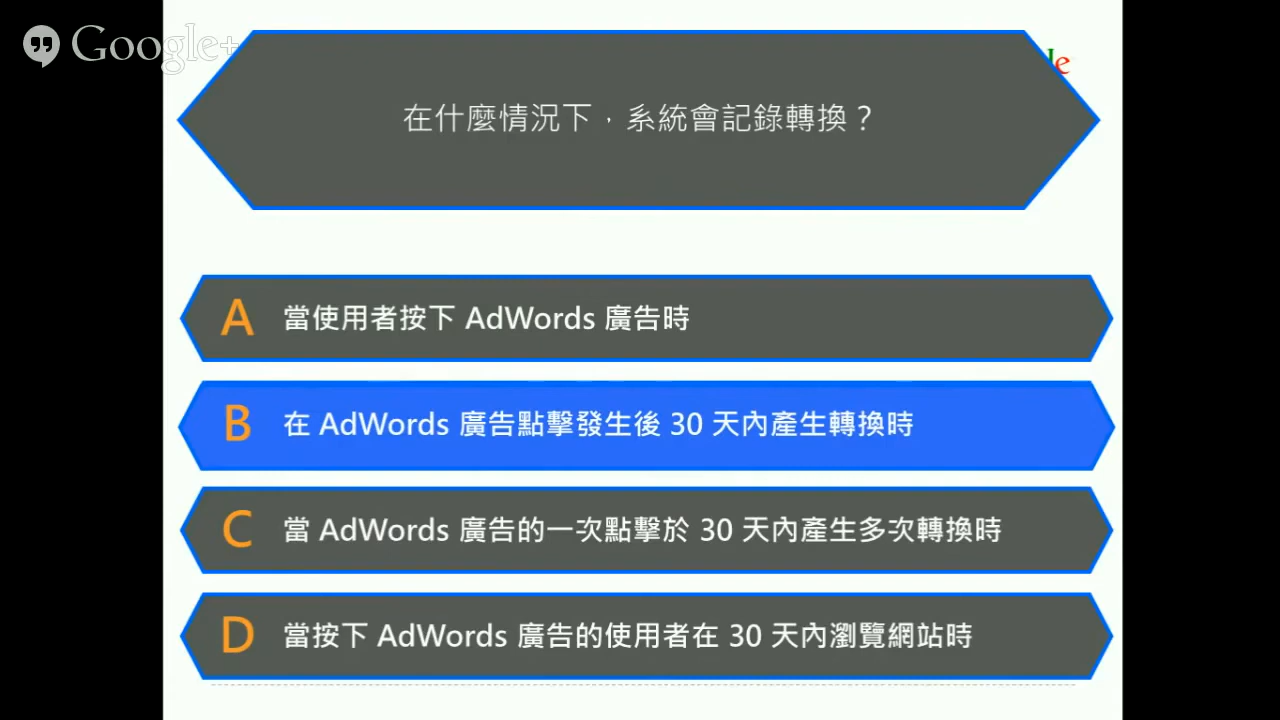 Google+
le
在什麼情況下，系統會記錄轉換？
A 當使用者按下 AdWords 廣告時
B 在 AdWords 廣告點擊發生後 30 天內產生轉換時
C 當 AdWords 廣告的一次點擊於 30 天內產生多次轉換時
D 當按下 AdWords 廣告的使用者在 30 天內瀏覽網站時